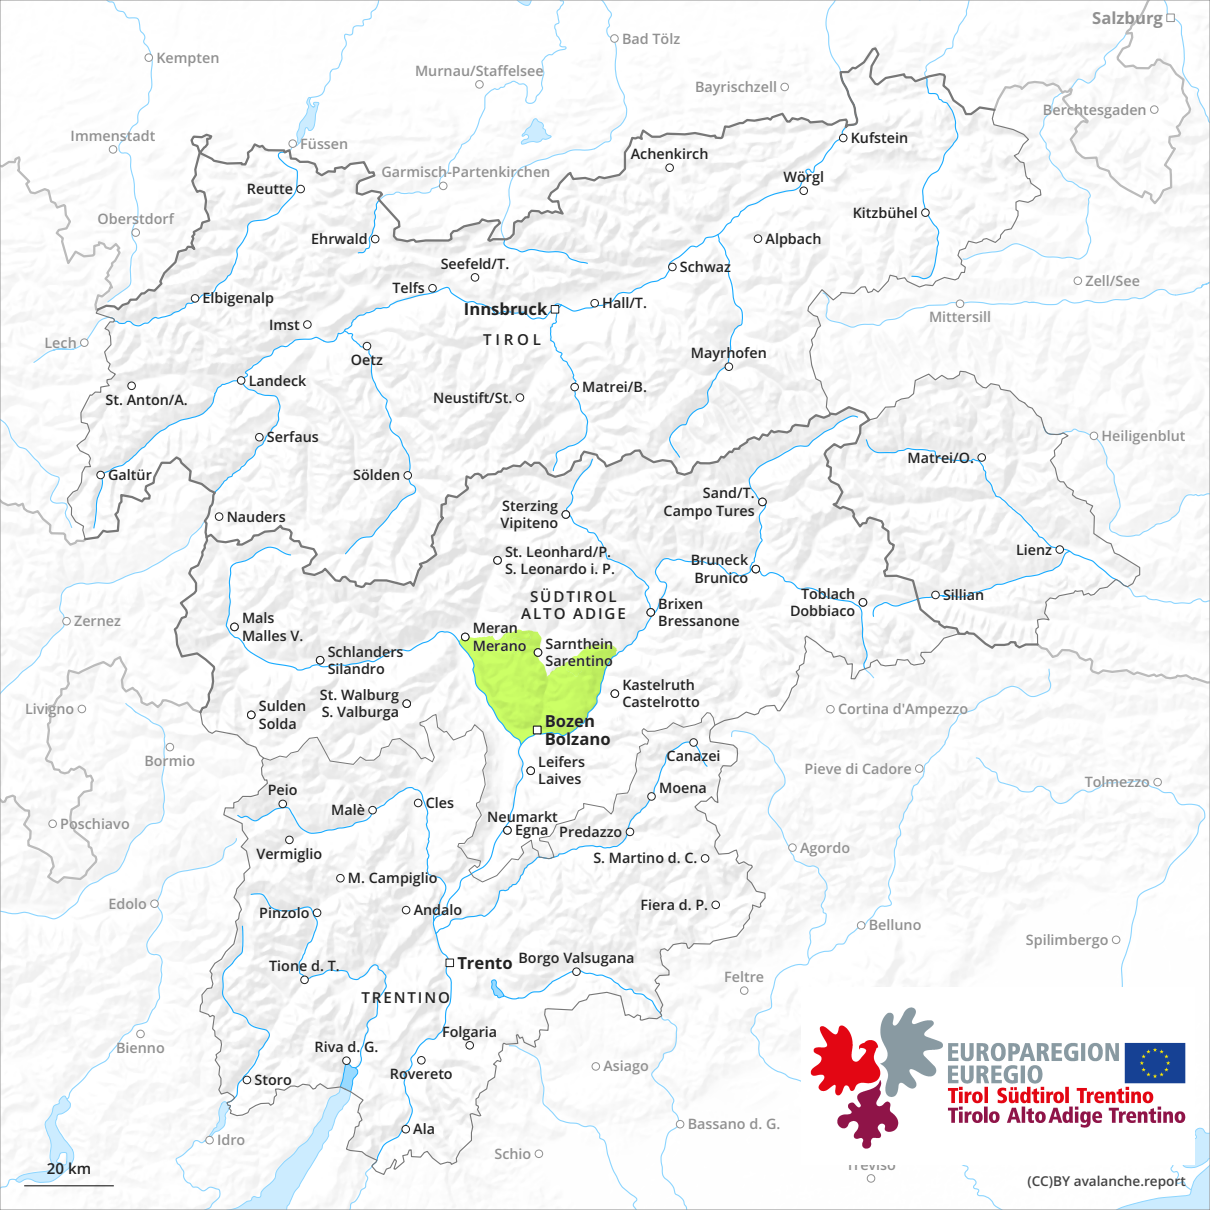 Salzburg
Bad Tölz
Kempten
Murnau/Staffelsee
Bayrischzell
Berchtesgaden
Immenstadt
Füssen
Kufstein
Achenkirch
Garmisch-Partenkirchen
Wörgl
Reutte
Kitzbühel
Oberstdorf
Ehrwald
Alpbach
Seefeld/T.
Schwaz
Telfs
Zell/See
Elbigenalp
Innsbruck
Hall/T.
Mittersill
Imst
TIROL
Lech
Oetz
Mayrhofen
Landeck
Matrei/B.
St. Anton/A.
Neustift/St.
Serfaus
Heiligenblut
Matrei/O.
Galtür
Sölden
Sand/T.
Campo Tures
Sterzing
Vipiteno
Nauders
St. Leonhard/P.
S. Leonardo i. P.
Lienz
Bruneck
Brunico
SÜDTIROL
ALTO ADIGE
Toblach
Dobbiaco
Sillian
Brixen
Bressanone
Zernez
Mals
Malles V.
Meran
Merano
Sarnthein
Sarentino
Schlanders
Silandro
Kastelruth
Castelrotto
St. Walburg
S. Valburga
Sulden
Solda
Livigno
Cortina d'Ampezzo
Bozen
Bolzano
Bormio
Canazei
Leifers
Laives
Pieve di Cadore
Tolmezzo
Peio
Moena
Malè
Cles
Neumarkt
Egna
Predazzo
Poschiavo
Vermiglio
S. Martino d. C.
Agordo
M. Campiglio
Edolo
Pinzolo
Andalo
Fiera d. P.
Belluno
Spilimbergo
Trento
Borgo Valsugana
Tione d. T.
Feltre
TRENTINO
Folgaria
Bienno
Riva d. G.
Rovereto
Asiago
Storo
EUROPAREGION
EUREGIO
Tirol Südtirol Trentino
Tirolo Alto Adige Trentino
Bassano d. G.
Ala
Idro
Schio
Treviso
20 km
(CC)BY avalanche.report